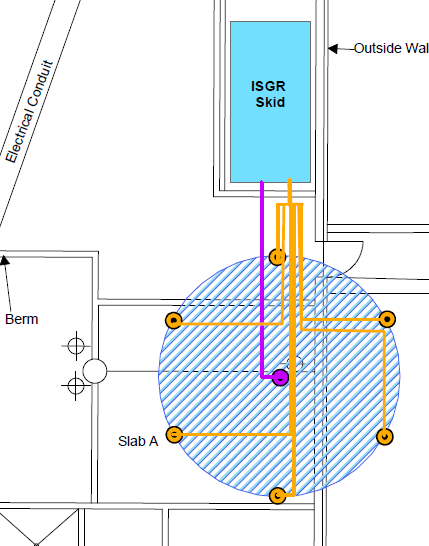 ISGR
Skid
Outside Wal
Electrical Conduit
Berm
Slab A